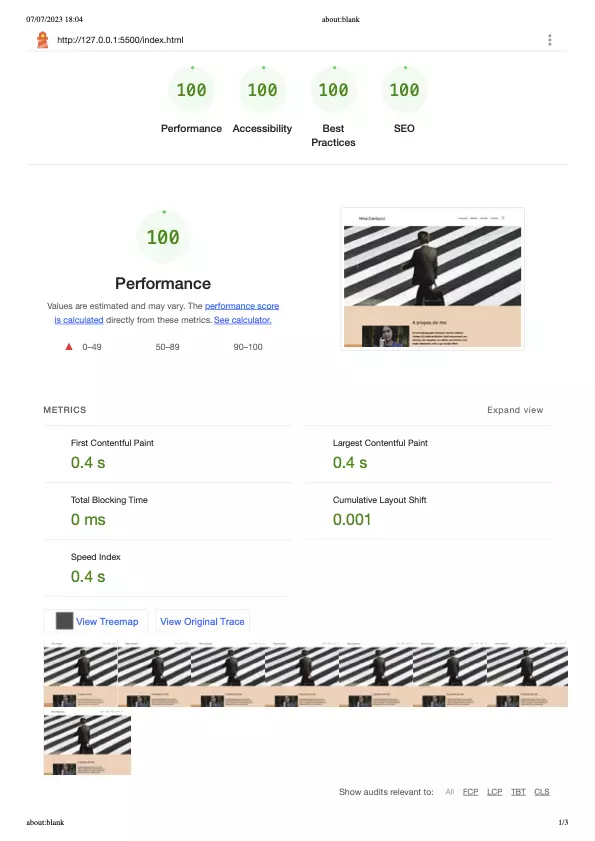 07/07/2023 18:04
about:blank
http://127.0.0.1:5500/index.html
100 100 100 100
Performance Accessibility Best Practices SEO
100
Performance
Values are estimated and may vary. The performance score
is calculated directly from these metrics. See calculator.
0–49 50–89 90–100
Nina Carducci
A propos de moi
METRICS
Expand view
First Contentful Paint
0.4 s
Largest Contentful Paint
0.4 s
Total Blocking Time
0 ms
Cumulative Layout Shift
0.001
Speed Index
0.4 s
View Treemap
View Original Trace
Show audits relevant to: All FCP LCP TBT CLS
about:blank
1/3